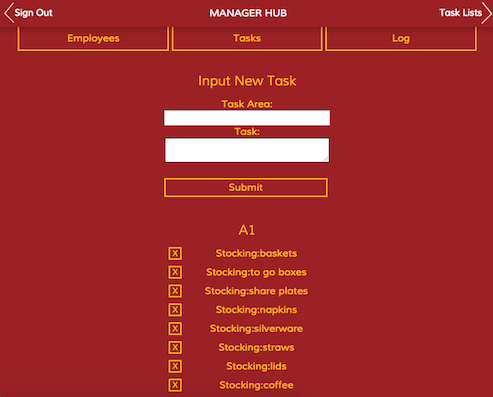 Sign Out MANAGER HUB Task Lists
Employees Tasks Log
Input New Task
Task Area:
Task:
Submit
A1
X Stocking:baskets
X Stocking:to go boxes
X Stocking:share plates
X Stocking:napkins
X Stocking:silverware
X Stocking:straws
X Stocking:lids
X Stocking:coffee